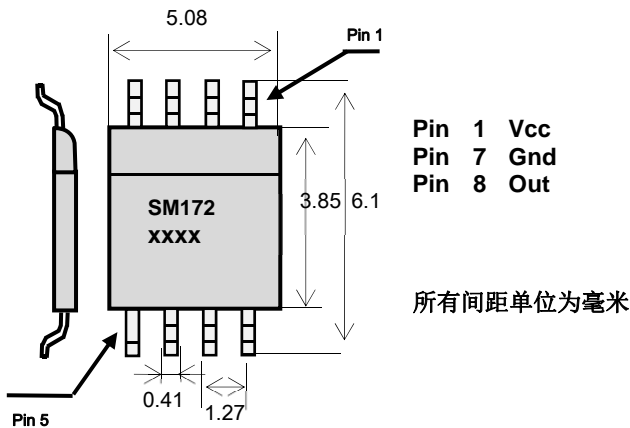 5.08
Pin 1
Pin 1 Vcc
Pin 7 Gnd
Pin 8 Out
SM172
xxxx
3.85 6.1
所有间距单位为毫米
0.41
1.27
Pin 5